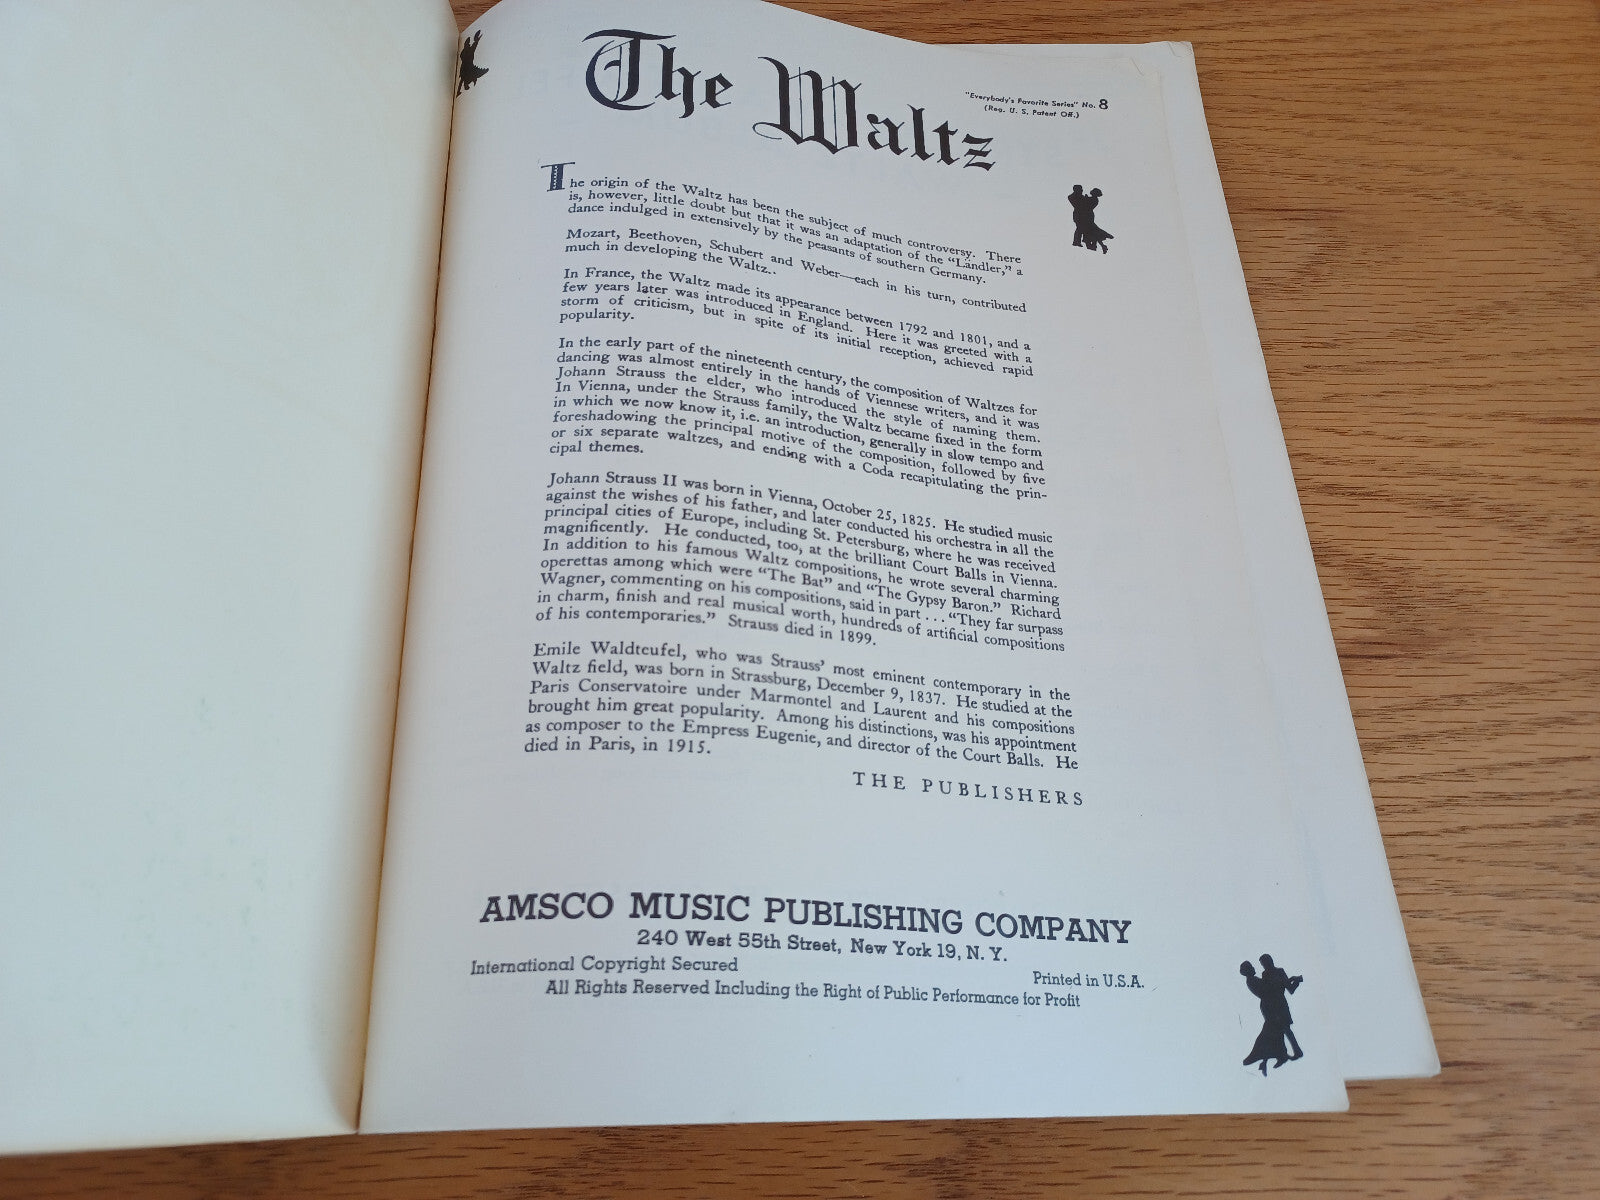 The Waltz
"Everybody's Favorite Series" No. 8
(Reg. U. S. Patent Off.)
The origin of the Waltz has been the subject of much controversy. There
is, however, little doubt but that it was an adaptation of the "Ländler," a
dance indulged in extensively by the peasants of southern Germany.
Mozart, Beethoven, Schubert and Weber—each in his turn, contributed
much in developing the Waltz..
In France, the Waltz made its appearance between 1792 and 1801, and a
few years later was introduced in England. Here it was greeted with a
storm of criticism, but in spite of its initial reception, achieved rapid
popularity.
In the early part of the nineteenth century, the composition of Waltzes for
dancing was almost entirely in the hands of Viennese writers, and it was
Johann Strauss the elder, who introduced the style of naming them.
In Vienna, under the Strauss family, the Waltz became fixed in the form
in which we now know it, i.e. an introduction, generally in slow tempo and
foreshadowing the principal motive of the composition, followed by five
or six separate waltzes, and ending with a Coda recapitulating the prin-
cipal themes.
Johann Strauss II was born in Vienna, October 25, 1825. He studied music
against the wishes of his father, and later conducted his orchestra in all the
principal cities of Europe, including St. Petersburg, where he was received
magnificently. He conducted, too, at the brilliant Court Balls in Vienna.
In addition to his famous Waltz compositions, he wrote several charming
operettas among which were "The Bat" and "The Gypsy Baron." Richard
Wagner, commenting on his compositions, said in part . . . "They far surpass
in charm, finish and real musical worth, hundreds of artificial compositions
of his contemporaries." Strauss died in 1899.
Emile Waldteufel, who was Strauss' most eminent contemporary in the
Waltz field, was born in Strassburg, December 9, 1837. He studied at the
Paris Conservatoire under Marmontel and Laurent and his compositions
brought him great popularity. Among his distinctions, was his appointment
as composer to the Empress Eugenie, and director of the Court Balls. He
died in Paris, in 1915.
THE PUBLISHERS
AMSCO MUSIC PUBLISHING COMPANY
240 West 55th Street, New York 19, N. Y.
International Copyright Secured
Printed in U.S.A.
All Rights Reserved Including the Right of Public Performance for Profit